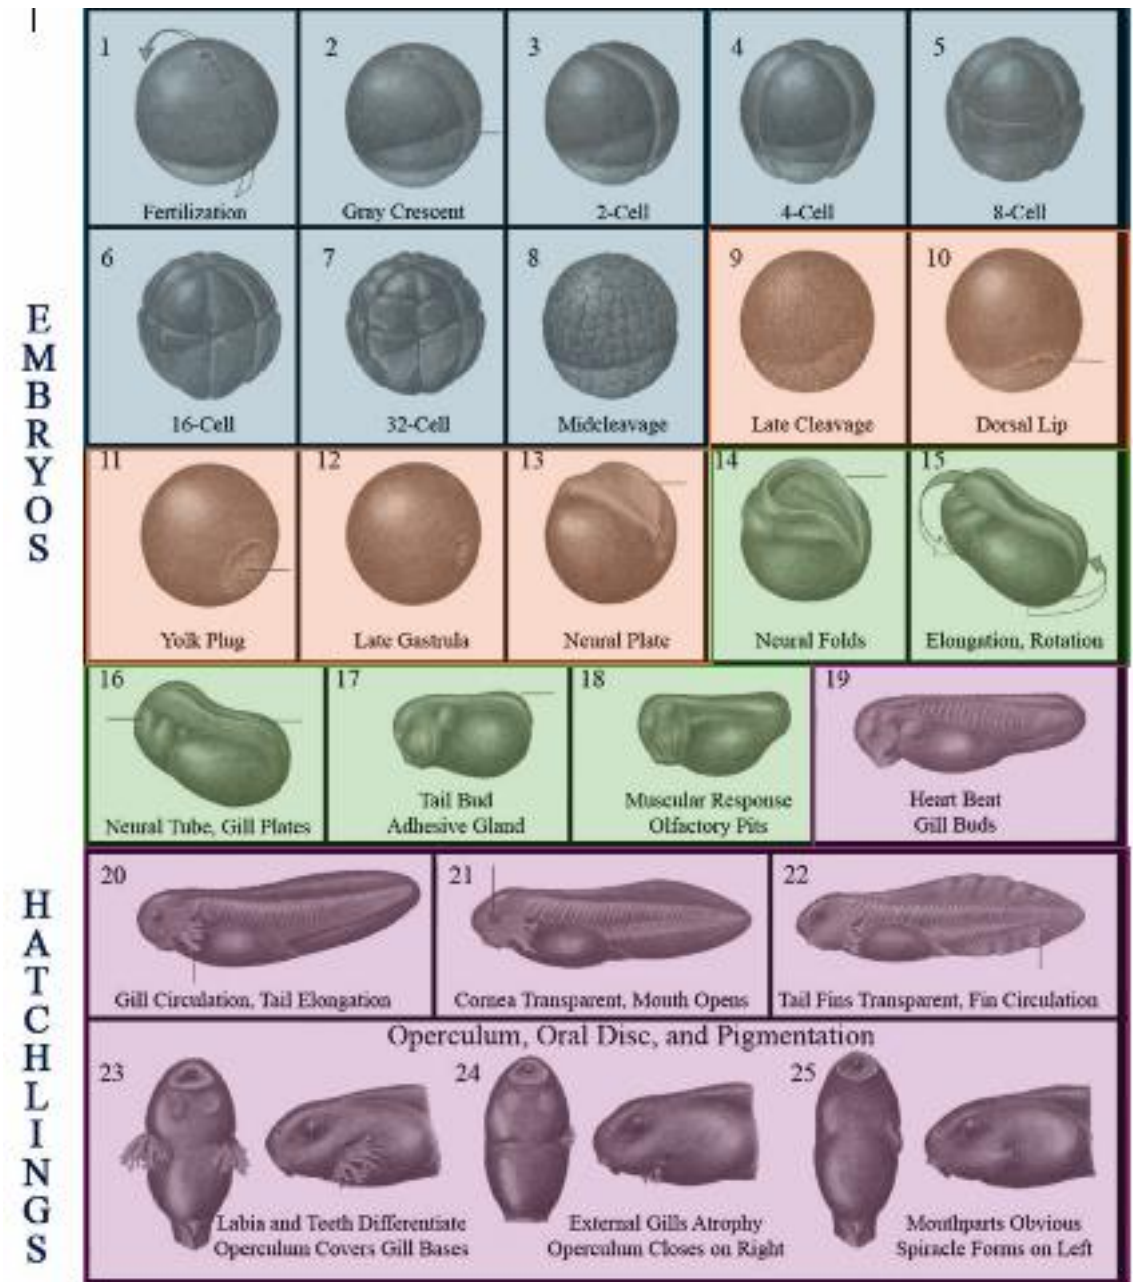 1
2
3
4
5
Fertilization
Gray Crescent
2-Cell
4-Cell
8-Cell
6
7
8
9
10
16-Cell
32-Cell
Midcleavage
Late Cleavage
Dorsal Lip
11
12
13
14
15
Yolk Plug
Late Gastrula
Neural Plate
Neural Folds
Elongation, Rotation
16
17
18
19
Neural Tube, Gill Plates
Tail Bud
Adhesive Gland
Muscular Response
Olfactory Pits
Heart Beat
Gill Buds
EMBRYOS
20
21
22
Gill Circulation, Tail Elongation
Cornea Transparent, Mouth Opens
Tail Fins Transparent, Fin Circulation
Operculum, Oral Disc, and Pigmentation
23
24
25
Labia and Teeth Differentiate
Operculum Covers Gill Bases
External Gills Atrophy
Operculum Closes on Right
Mouthparts Obvious
Spiracle Forms on Left
HATCHLINGS